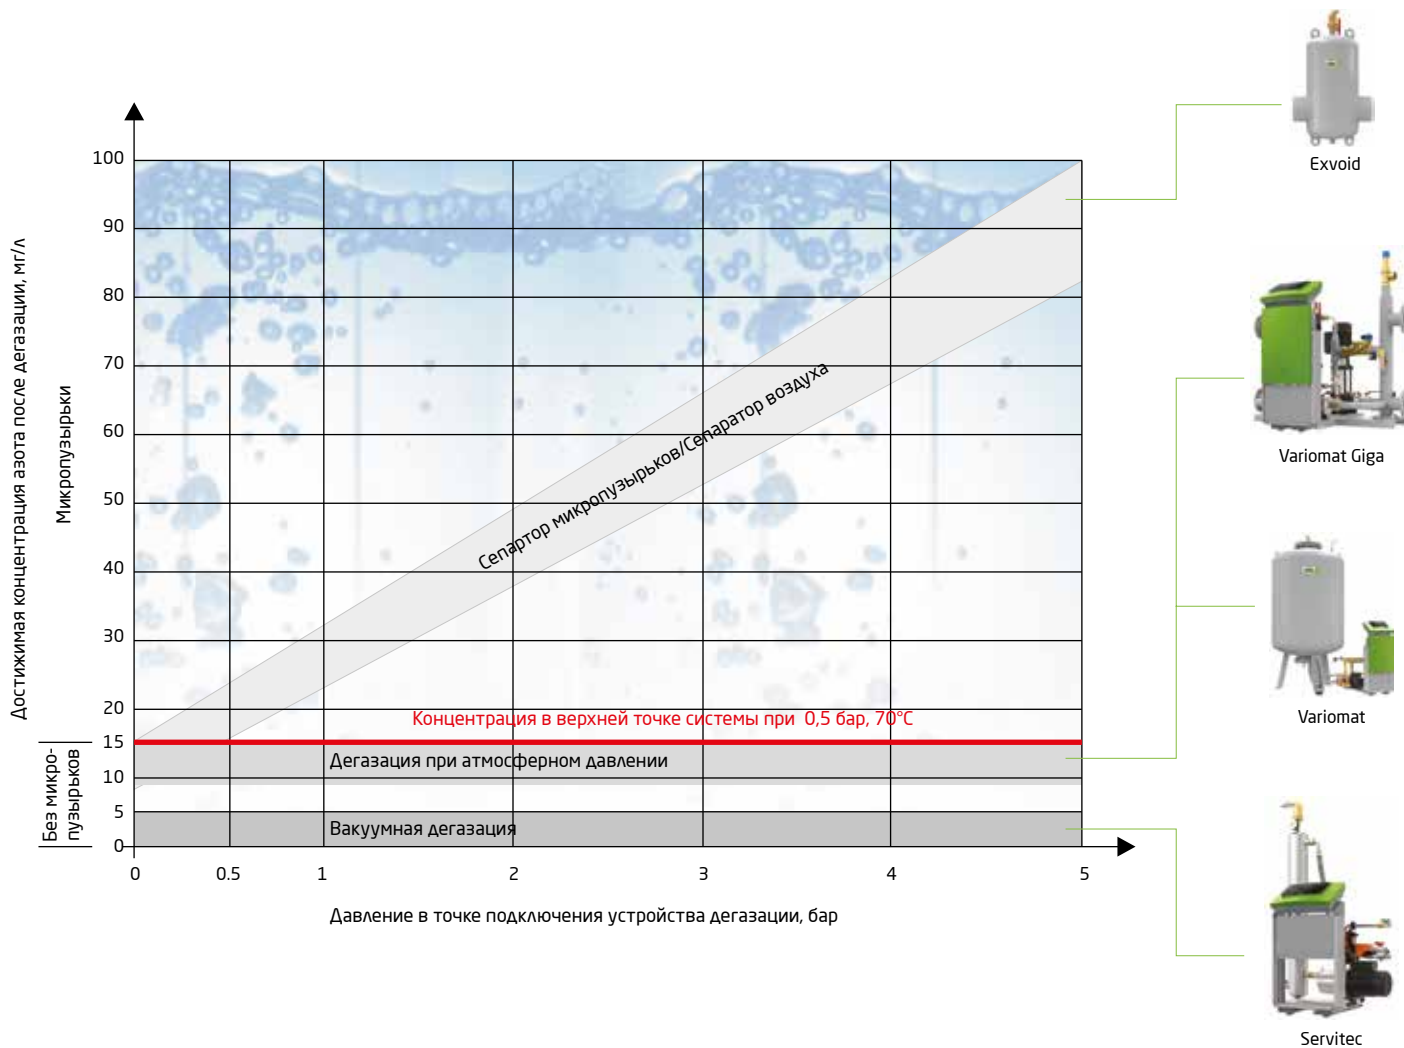 Достижимая концентрация азота после дегазации, мг/л
Микропузырьки
Без микро-
пузырьков
100
90
80
70
60
50
40
30
20
15
10
5
0
Сепартор микропузырьков/Сепаратор воздуха
Концентрация в верхней точке системы при 0,5 бар, 70°C
Дегазация при атмосферном давлении
Вакуумная дегазация
0 0.5 1 2 3 4 5
Давление в точке подключения устройства дегазации, бар
Exvoid
Variomat Giga
Variomat
Servitec